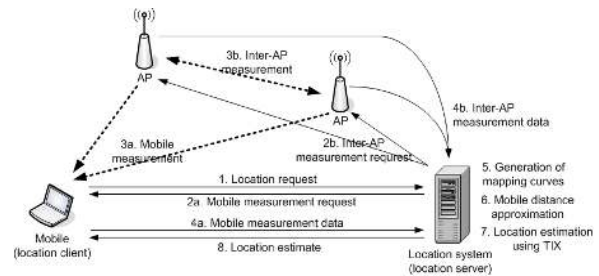 3b. Inter-AP
measurement
AP
AP
4b. Inter-AP
measurement data
3a. Mobile
measurement
2b. Inter-AP
measurement request
1. Location request
2a. Mobile measurement request
4a. Mobile measurement data
8. Location estimate
Mobile
(location client)
5. Generation of
mapping curves
6. Mobile distance
approximation
7. Location estimation
using TIX
Location system
(location server)